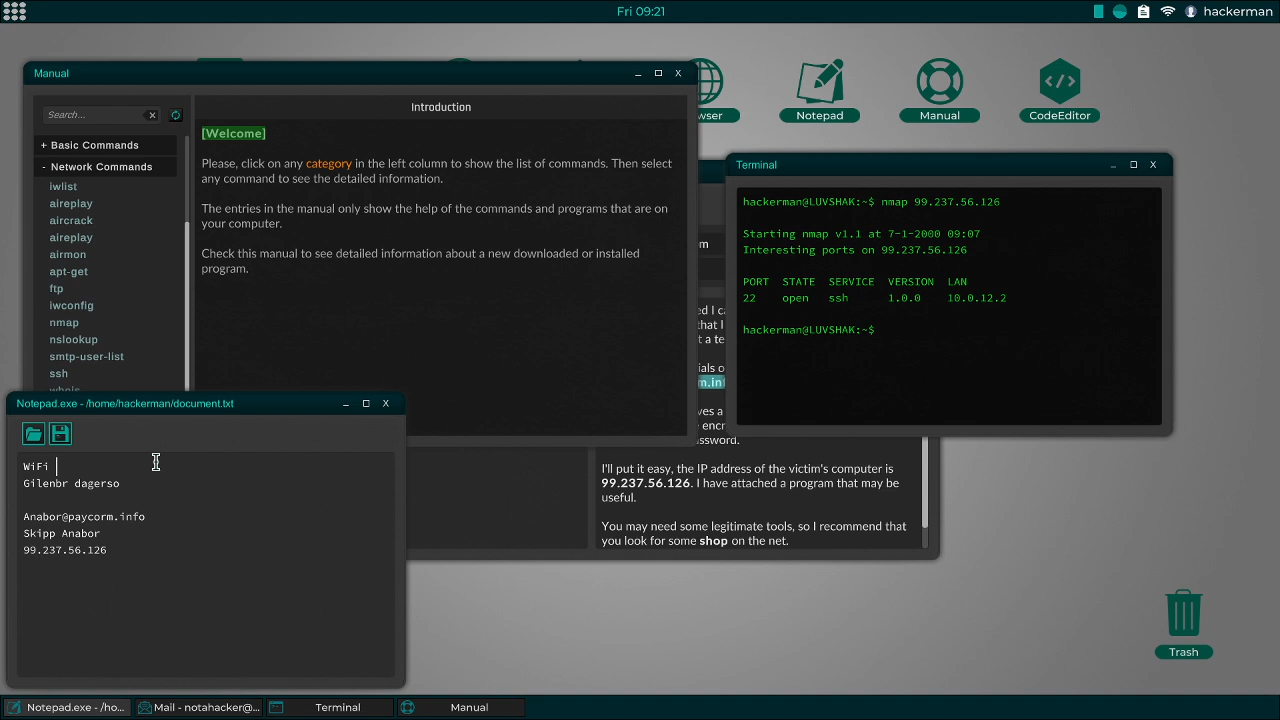 Fri 09:21
hackerman
Manual
Search...
+ Basic Commands
- Network Commands
iwlist
aireplay
aircrack
aireplay
airmon
apt-get
ftp
iwconfig
nmap
nslookup
smtp-user-list
ssh
whois
Introduction
[Welcome]
Please, click on any category in the left column to show the list of commands. Then select
any command to see the detailed information.
The entries in the manual only show the help of the commands and programs that are on
your computer.
Check this manual to see detailed information about a new downloaded or installed
program.
wser
Notepad
Manual
CodeEditor
Terminal
hackerman@LUVSHAK:~$ nmap 99.237.56.126
Starting nmap v1.1 at 7-1-2000 09:07
Interesting ports on 99.237.56.126
PORT STATE SERVICE VERSION LAN
22 open ssh 1.0.0 10.0.12.2
hackerman@LUVSHAK:~$
om
ed I ca
that I
t a te
ials o
m.inf
ves a
e encr
assword.
I'll put it easy, the IP address of the victim's computer is
99.237.56.126. I have attached a program that may be
useful.
You may need some legitimate tools, so I recommend that
you look for some shop on the net.
Notepad.exe - /home/hackerman/document.txt
WiFi
Gilenbr dagerso
Anabor@paycorm.info
Skipp Anabor
99.237.56.126
Trash
Notepad.exe - /ho...
Mail - notahacker@...
Terminal
Manual